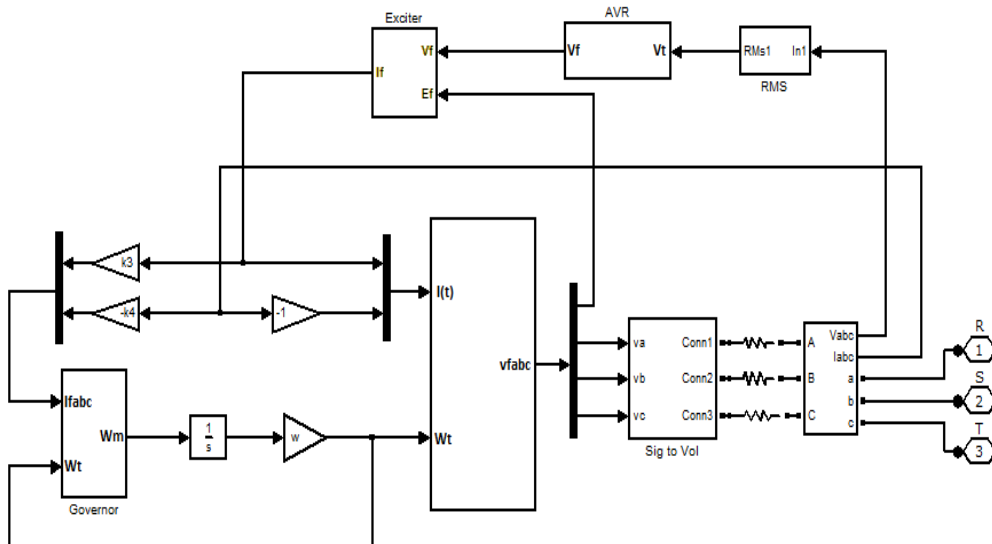 Exciter
AVR
Vf
If
Ef
Vf
Vt
RMs1
In1
RMS
k3
-k4
-1
I(t)
vfabc
Wt
Ifabc
Wm
Wt
Governor
1
s
w
va
vb
vc
Conn1
Conn2
Conn3
Sig to Vol
A
B
C
Vabc
Iabc
a
b
c
R
1
S
2
T
3